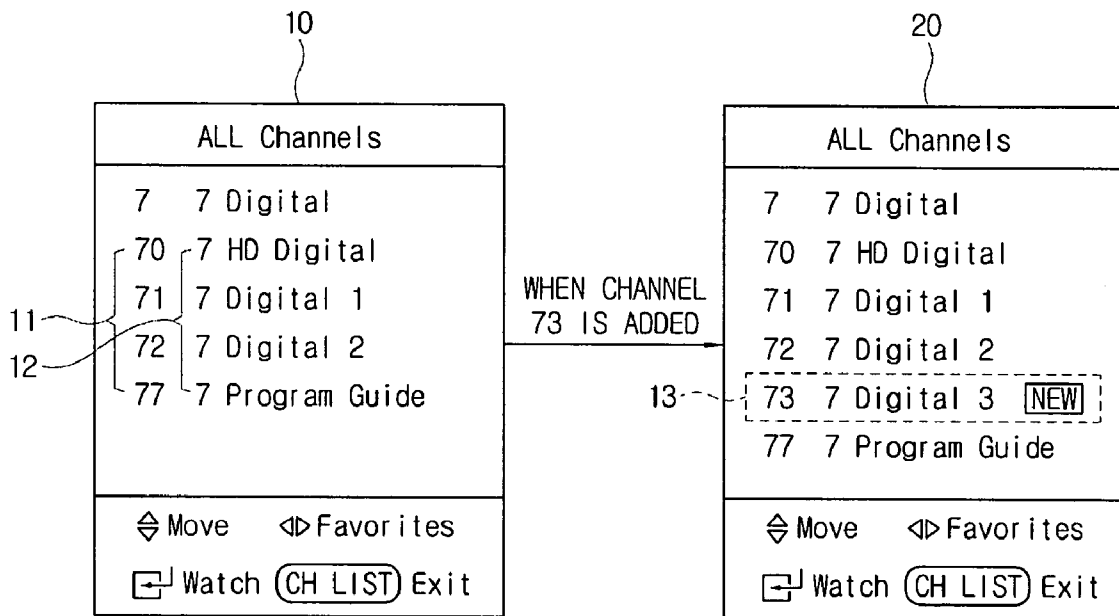 10
ALL Channels
7 7 Digital
70 7 HD Digital
71 7 Digital 1
72 7 Digital 2
77 7 Program Guide
11
12
Move Favorites
Watch CH LIST Exit
WHEN CHANNEL
73 IS ADDED
20
ALL Channels
7 7 Digital
70 7 HD Digital
71 7 Digital 1
72 7 Digital 2
13
73 7 Digital 3 NEW
77 7 Program Guide
Move Favorites
Watch CH LIST Exit